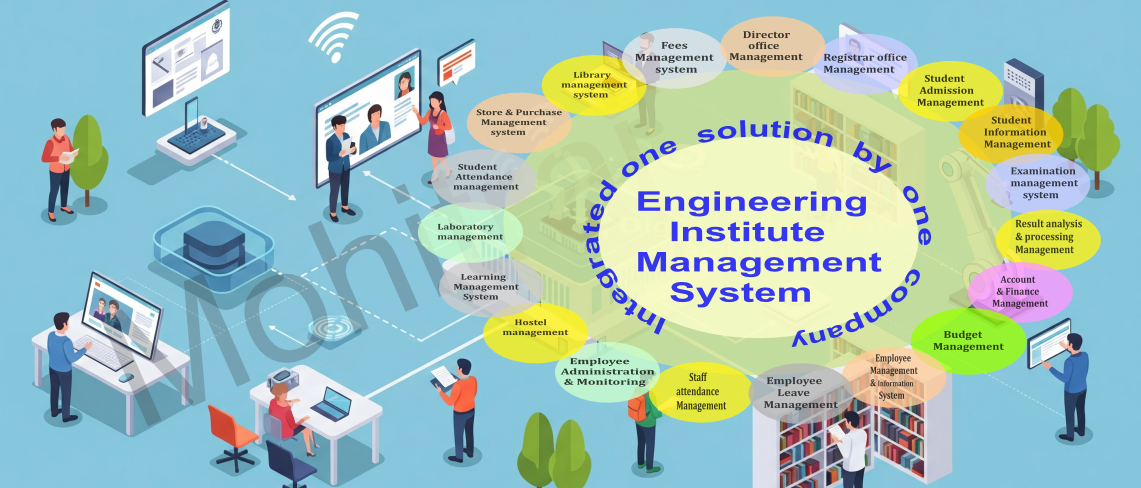 Engineering
Institute
Management
System
Integrated one solution by one company
Director
office
Management
Registrar office
Management
Student
Admission
Management
Student
Information
Management
Examination
management
system
Result analysis
& processing
Management
Account
& Finance
Management
Budget
Management
Employee
Management
& Information
System
Employee
Leave
Management
Staff
attendance
Management
Employee
Administration
& Monitoring
Hostel
management
Learning
Management
System
Laboratory
management
Student
Attendance
management
Store & Purchase
Management
system
Library
management
system
Fees
Management
system